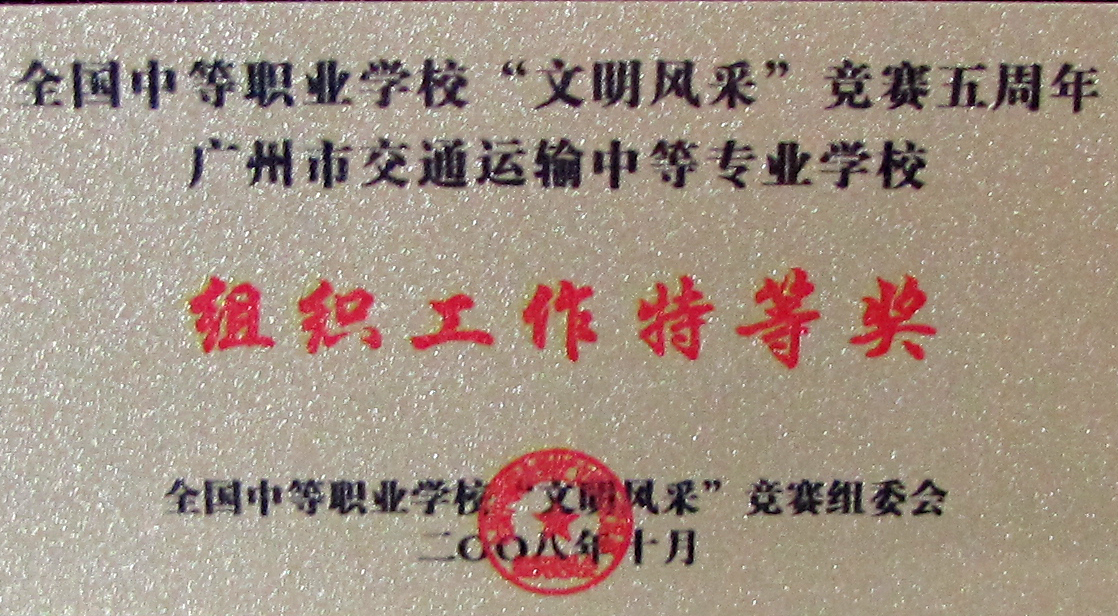 全国中等职业学校“文明风采”竞赛五周年
广州市交通运输中等专业学校
组织工作特等奖
全国中等职业学校“文明风采”竞赛组委会
二〇〇八年十月